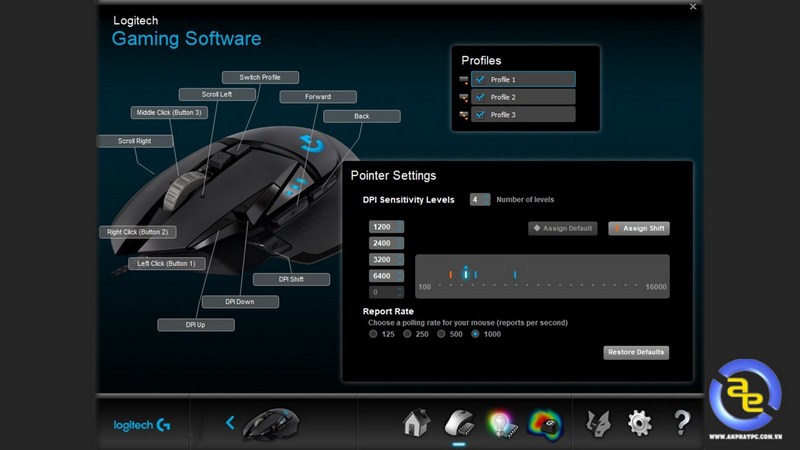 Logitech
Gaming Software
Switch Profile
Scroll Left
Forward
Middle Click (Button 3)
Back
Scroll Right
Right Click (Button 2)
Left Click (Button 1)
DPI Shift
DPI Down
DPI Up
Profiles
Profile 1
Profile 2
Profile 3
Pointer Settings
DPI Sensitivity Levels 4 Number of levels
1200
2400
3200
6400
0
Assign Default Assign Shift
100 16000
Report Rate
Choose a polling rate for your mouse (reports per second)
125 250 500 1000
Restore Defaults
logitech G
?
ae
WWW.ANPHATPC.COM.VN